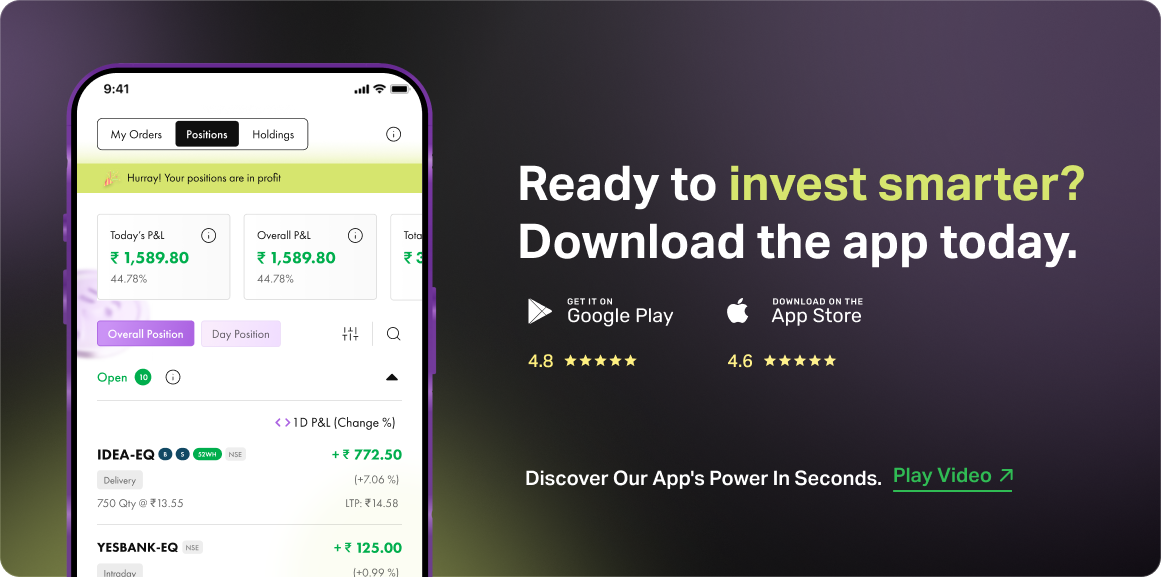 9:41
My Orders Positions Holdings
Hurray! Your positions are in profit
Today's P&L Overall P&L
₹ 1,589.80 ₹ 1,589.80
44.78% 44.78%
Overall Position Day Position
Open 10
<> 1D P&L (Change %)
IDEA-EQ B S 52WH NSE + ₹ 772.50
Delivery (+7.06 %)
750 Qty @ ₹13.55 LTP: ₹14.58
YESBANK-EQ NSE + ₹ 125.00
Intraday (+0.99 %)
Ready to invest smarter?
Download the app today.
GET IT ON
Google Play
DOWNLOAD ON THE
App Store
4.8 ★★★★★ 4.6 ★★★★★
Discover Our App's Power In Seconds. Play Video